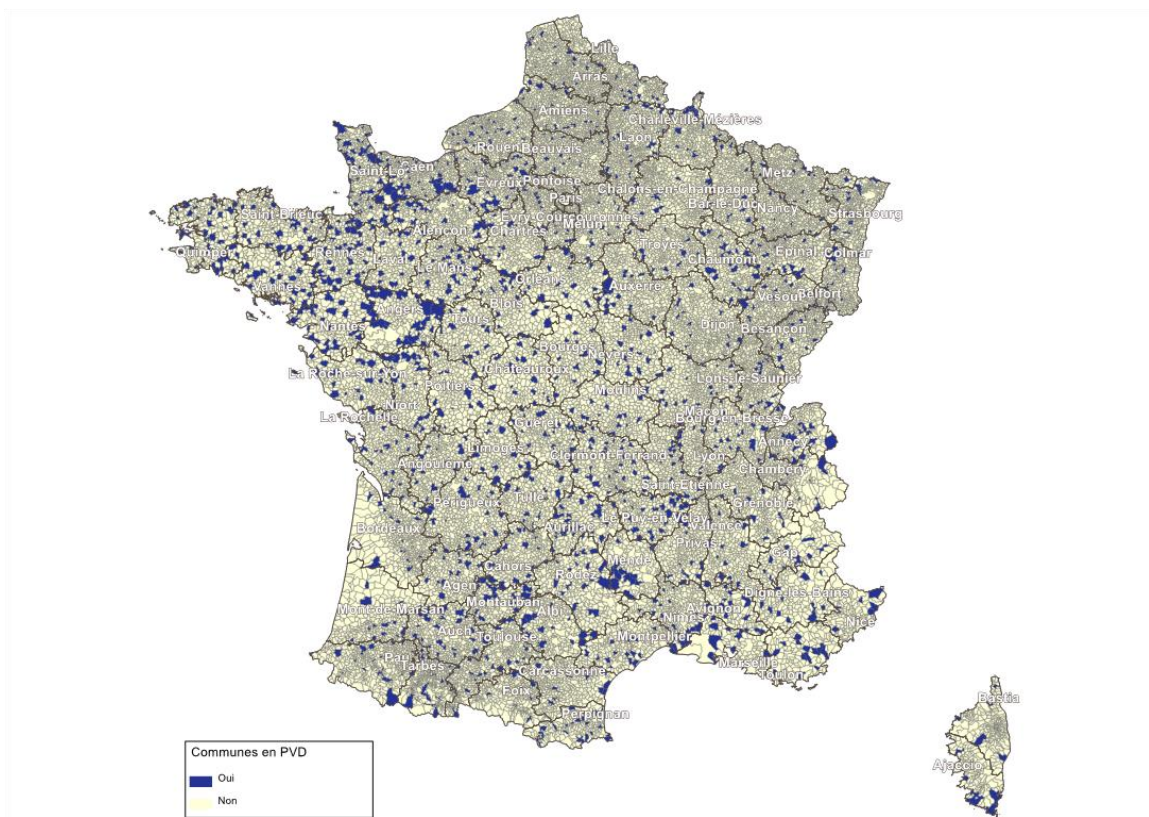 Lille
Arras
Amiens
Charleville-Mézières
Laon
Rouen
Beauvais
Caen
Saint-Lô
Metz
Evreux
Pontoise
Paris
Châlons-en-Champagne
Bar-le-Duc
Nancy
Strasbourg
Saint-Brieuc
Evry-Courcouronnes
Melun
Alençon
Chartres
Troyes
Quimper
Rennes
Laval
Chaumont
Epinal
Colmar
Le Mans
Orléan
Auxerre
Vannes
Blois
Vesoul
Belfort
Angers
Nantes
Tours
Dijon
Besançon
Bourges
Nevers
La Roche-sur-Yon
Châteauroux
Poitiers
Moulins
Lons-le-Saunier
Niort
Mâcon
La Rochelle
Guéret
Bourg-en-Bresse
Annecy
Limoges
Clermont-Ferrand
Lyon
Angoulême
Chambéry
Saint-Etienne
Périgueux
Tulle
Grenoble
Le Puy-en-Velay
Bordeaux
Aurillac
Valence
Privas
Gap
Mende
Cahors
Rodez
Agen
Digne-les-Bains
Montauban
Avignon
Mont-de-Marsan
Albi
Nîmes
Nice
Auch
Toulouse
Montpellier
Pau
Tarbes
Marseille
Carcassonne
Toulon
Foix
Perpignan
Bastia
Ajaccio
Communes en PVD
Oui
Non